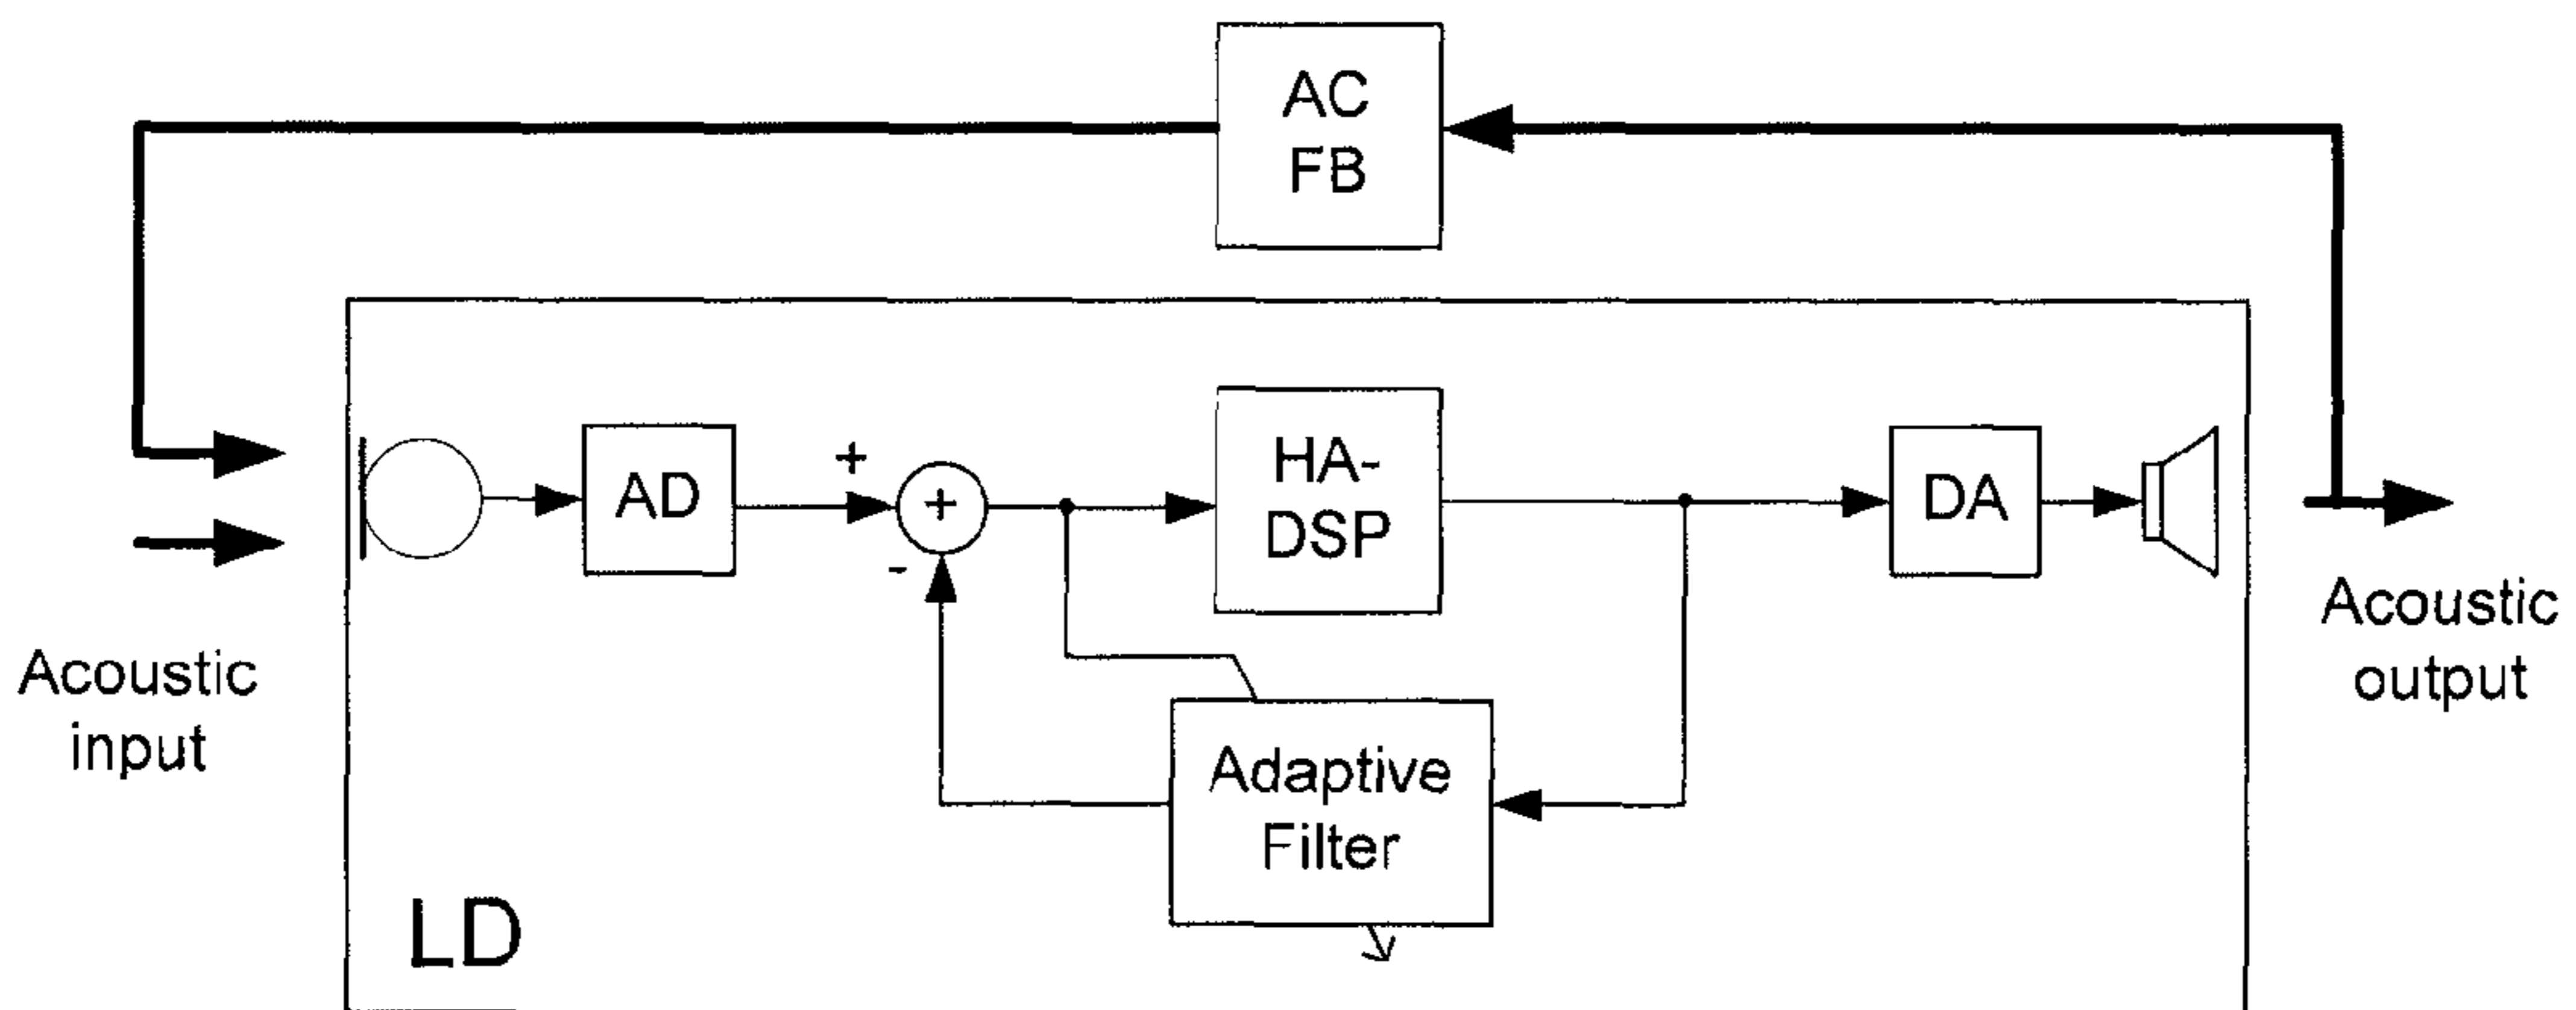 AC
FB
+
AD
+
-
HA-
DSP
DA
Acoustic
input
Acoustic
output
Adaptive
Filter
LD